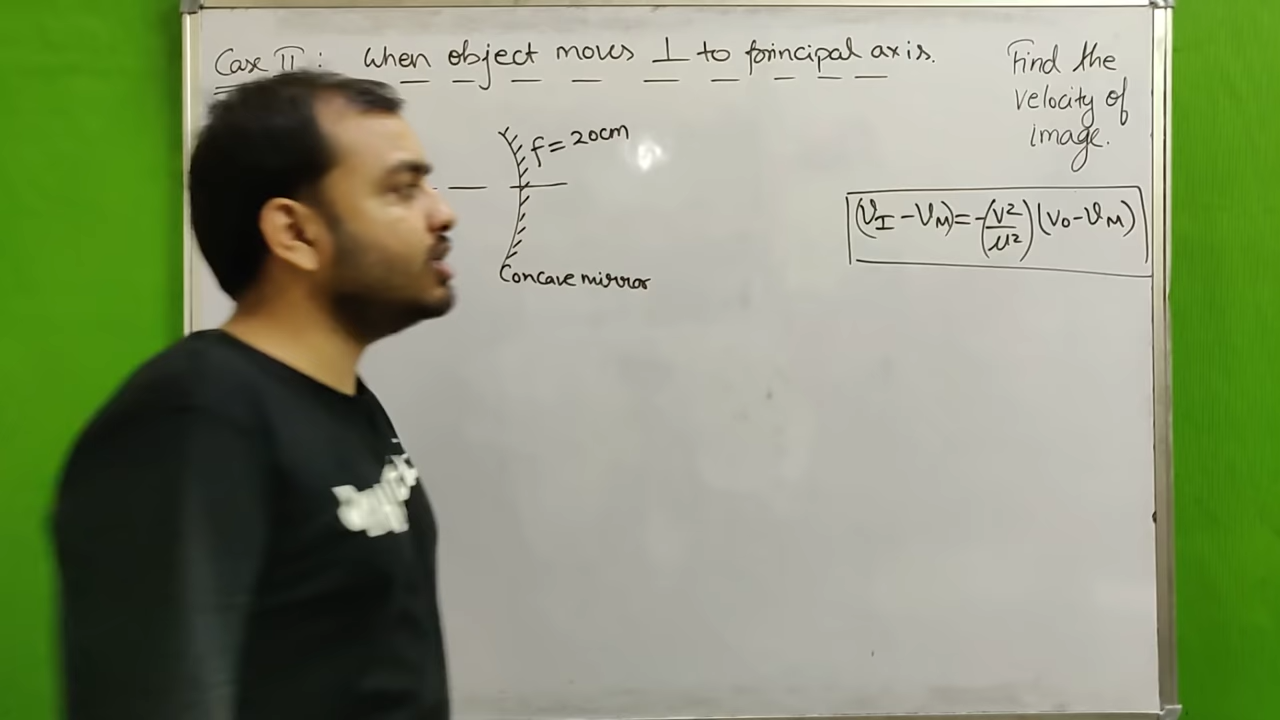 Case II : When object moves ⊥ to principal axis.
Find the
velocity of
image.
f = 20cm
(V_I - V_M) = -(V²/u²)(V_O - V_M)
Concave mirror